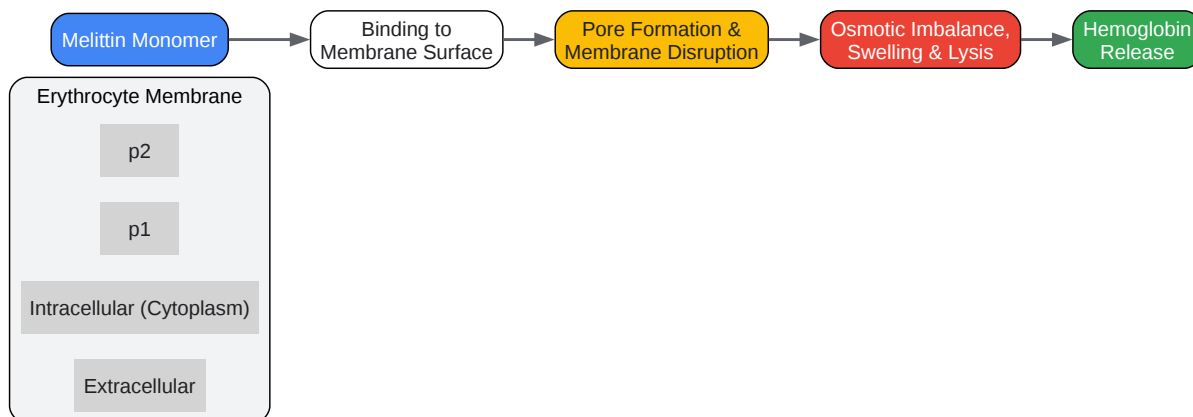 Melittin Monomer
Binding to
Membrane Surface
Pore Formation &
Membrane Disruption
Osmotic Imbalance,
Swelling & Lysis
Hemoglobin
Release
Erythrocyte Membrane
p2
p1
Intracellular (Cytoplasm)
Extracellular